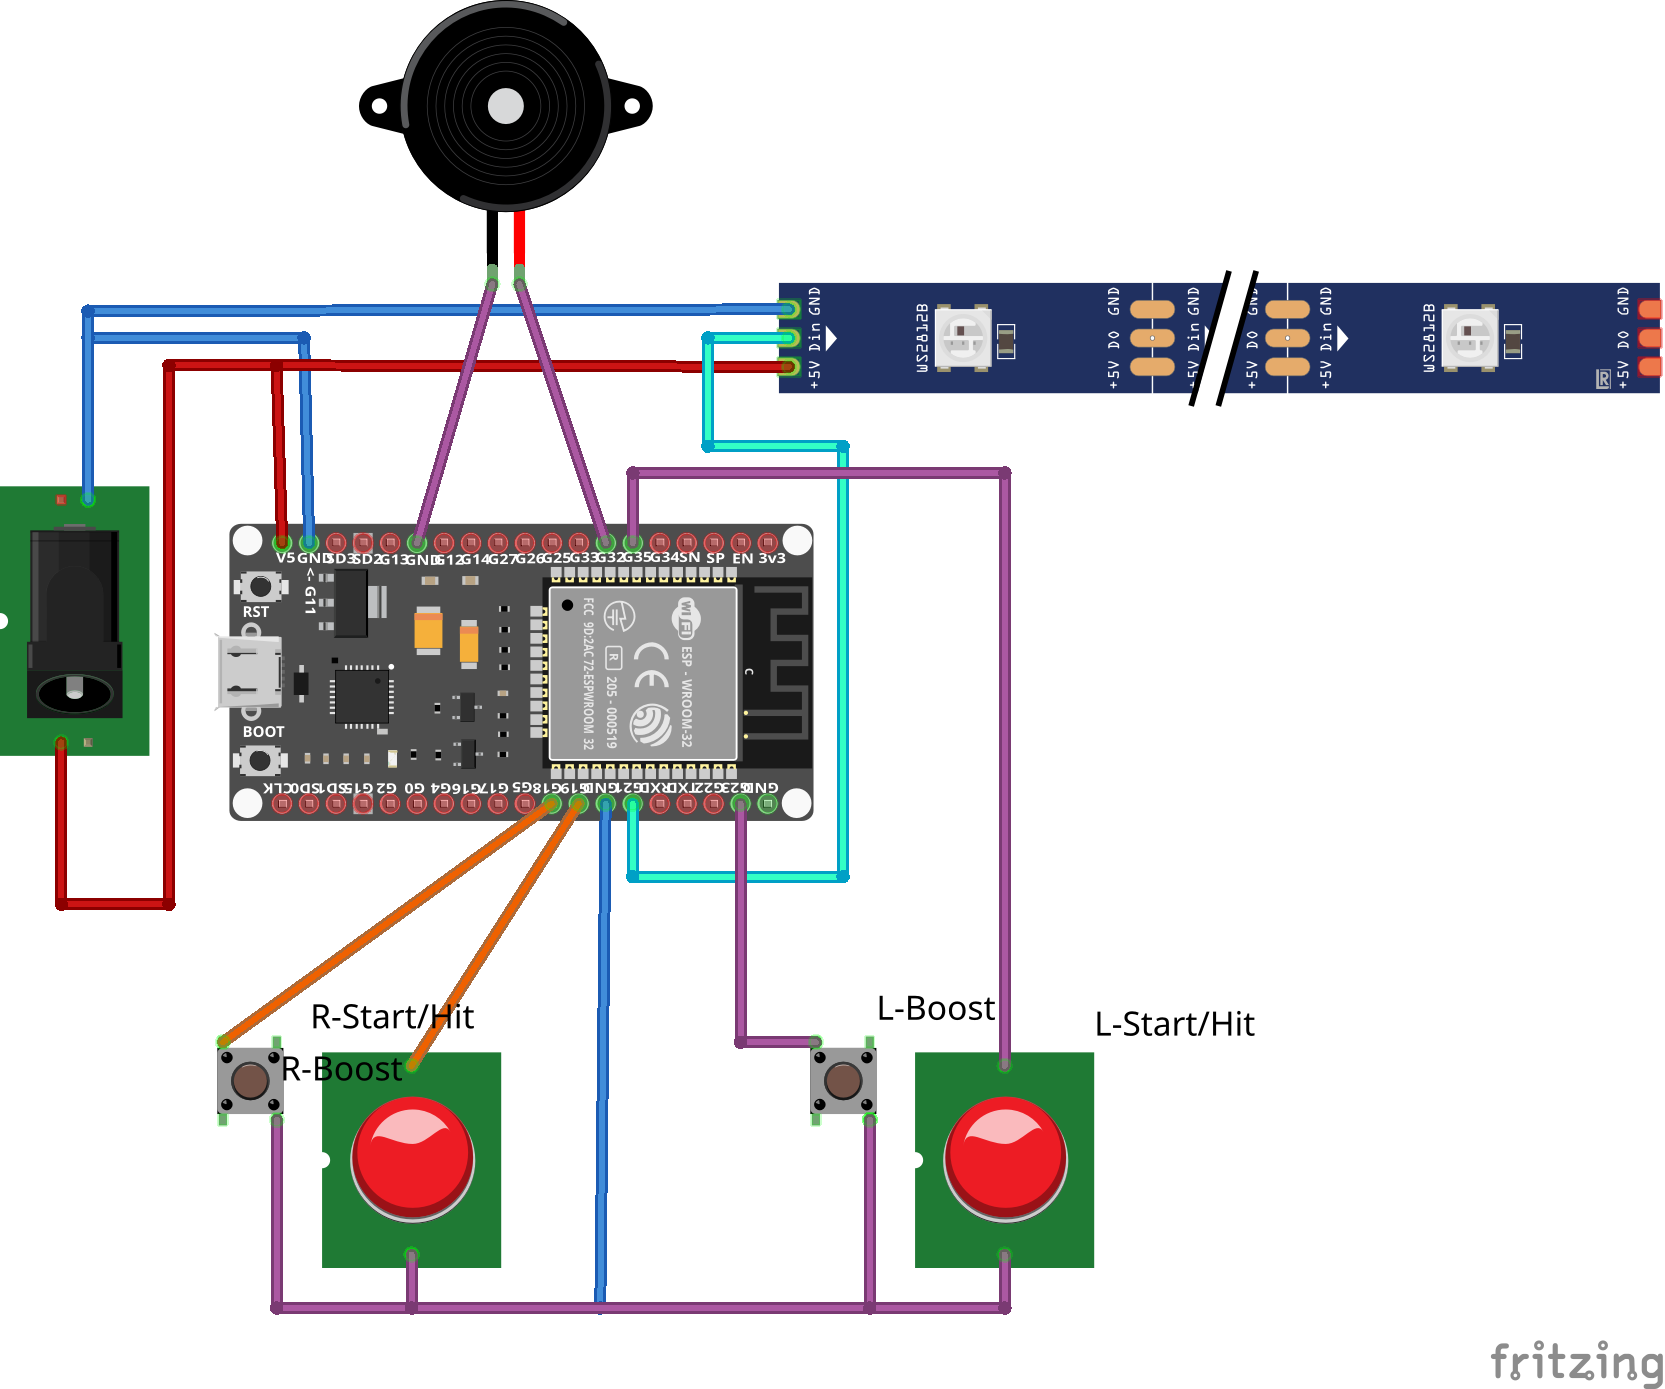 GND
Din
+5V
WS2812B
GND
DO
+5V
GND
Din
+5V
GND
DO
+5V
GND
Din
+5V
WS2812B
GND
DO
+5V
R
V5 GND SD3 SD2 G13 GND G12 G14 G27 G26 G25 G33 G32 G35 G34 SN SP EN 3v3
<- G11
RST
BOOT
FCC 9D:2AC 72-ESPWROOM 32
R
205 - 000519
CE
WiFi
ESP - WROOM-32
C
CLK SD0 SD1 G15 G2 G0 G4 G16 G17 G5 G18 G19 GND G21 RXD TXD G22 G23 GND
R-Start/Hit
R-Boost
L-Boost
L-Start/Hit
fritzing